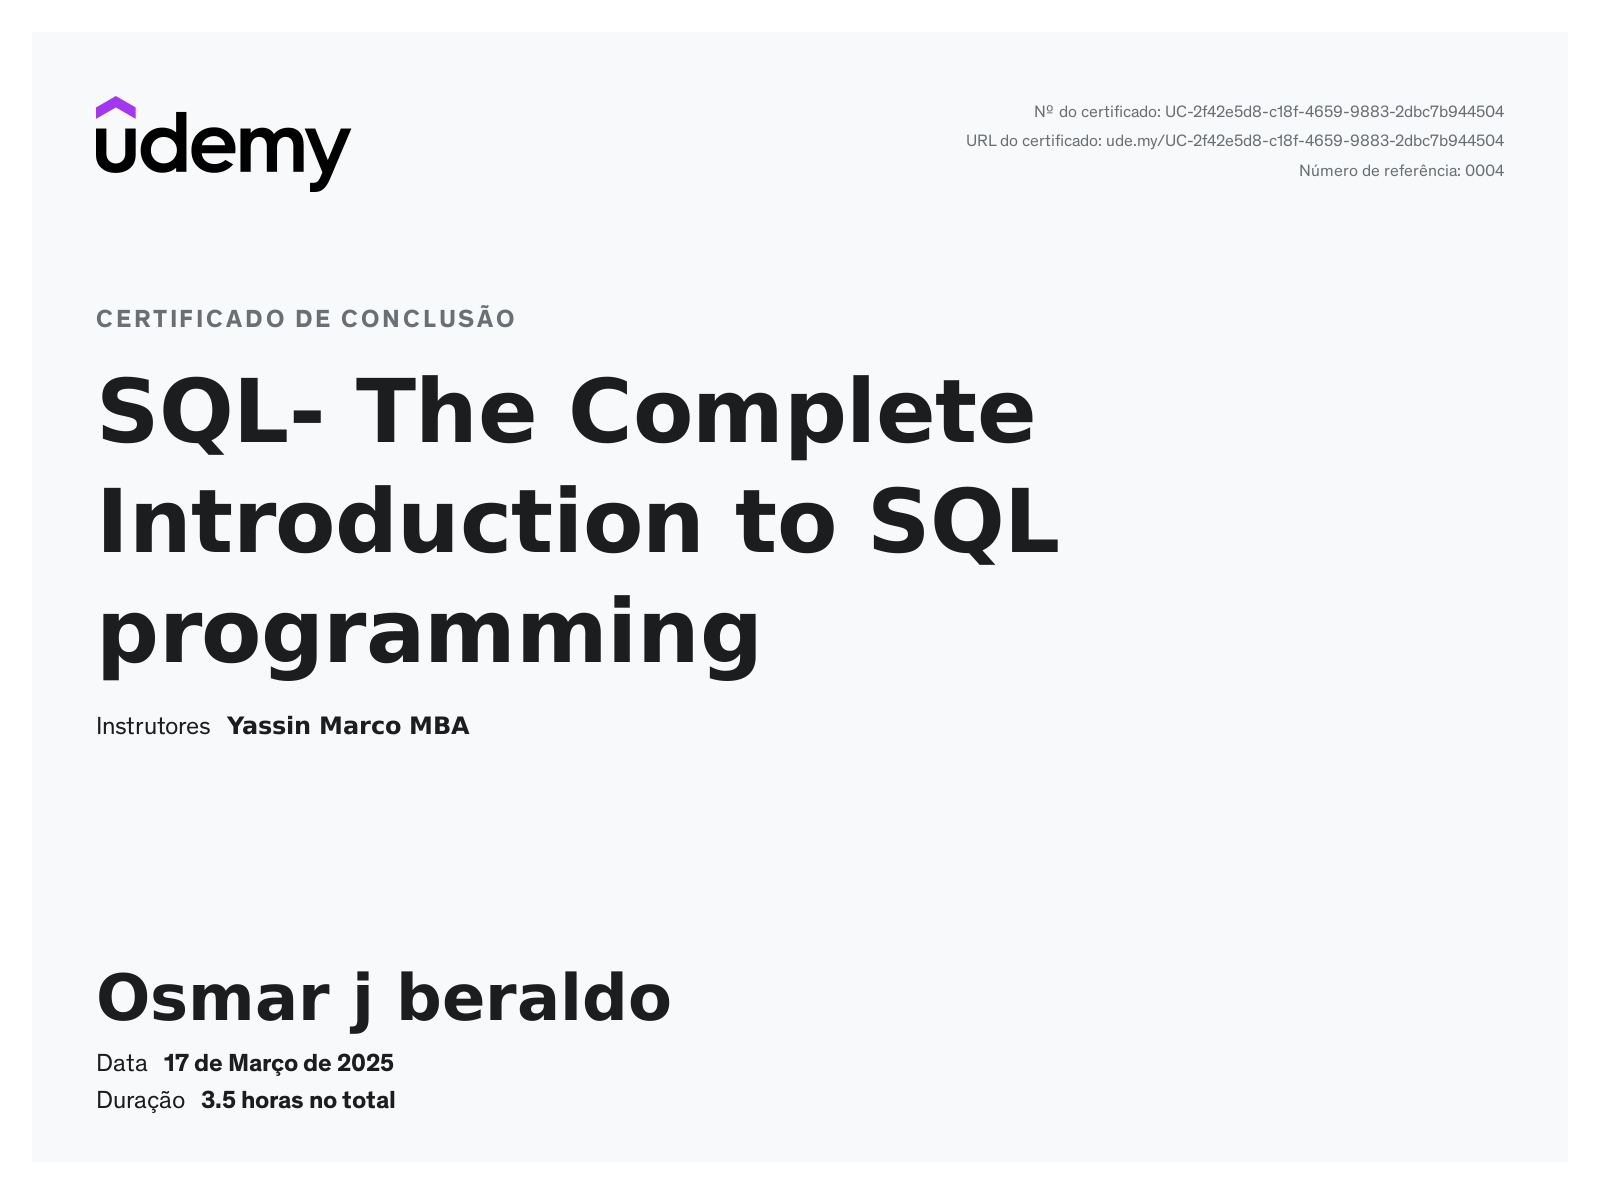 udemy
Nº do certificado: UC-2f42e5d8-c18f-4659-9883-2dbc7b944504
URL do certificado: ude.my/UC-2f42e5d8-c18f-4659-9883-2dbc7b944504
Número de referência: 0004
CERTIFICADO DE CONCLUSÃO
SQL- The Complete
Introduction to SQL
programming
Instrutores Yassin Marco MBA
Osmar j beraldo
Data 17 de Março de 2025
Duração 3.5 horas no total